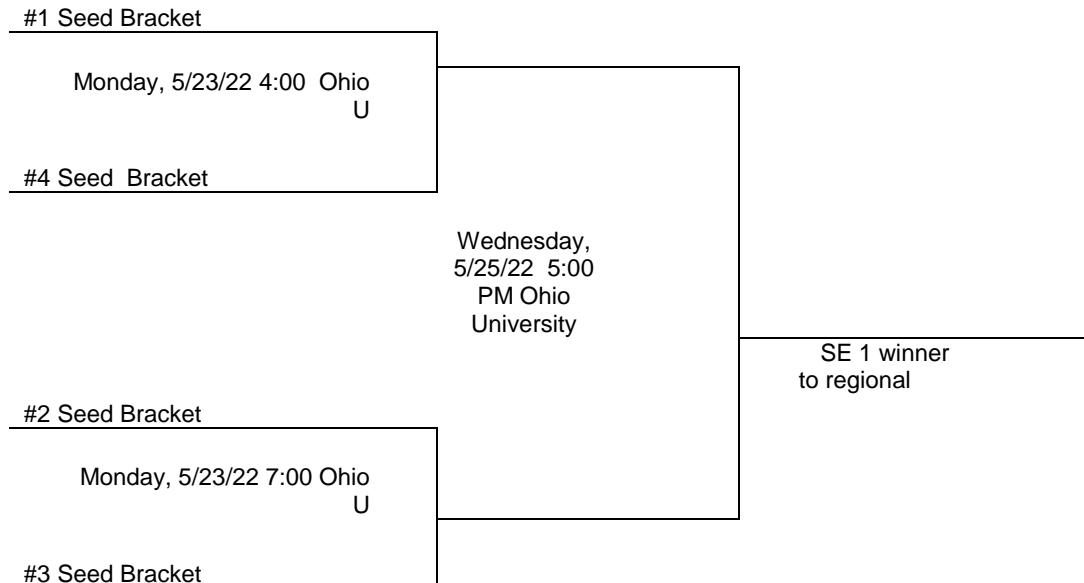 #1 Seed Bracket
Monday, 5/23/22 4:00  Ohio
U
#4 Seed  Bracket
Wednesday,
5/25/22  5:00
PM Ohio
University
SE 1 winner
to regional
#2 Seed Bracket
Monday, 5/23/22 7:00 Ohio
U
#3 Seed Bracket